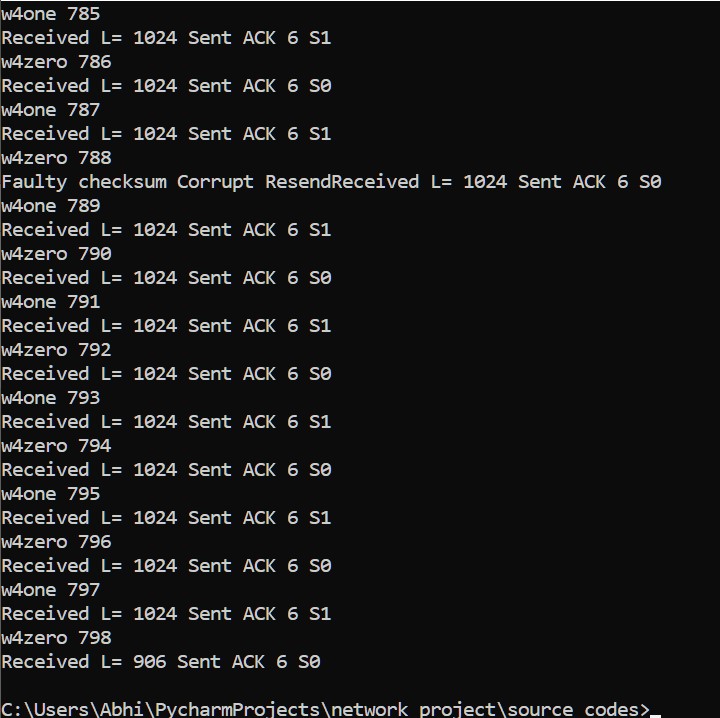 w4one 785
Received L= 1024 Sent ACK 6 S1
w4zero 786
Received L= 1024 Sent ACK 6 S0
w4one 787
Received L= 1024 Sent ACK 6 S1
w4zero 788
Faulty checksum Corrupt ResendReceived L= 1024 Sent ACK 6 S0
w4one 789
Received L= 1024 Sent ACK 6 S1
w4zero 790
Received L= 1024 Sent ACK 6 S0
w4one 791
Received L= 1024 Sent ACK 6 S1
w4zero 792
Received L= 1024 Sent ACK 6 S0
w4one 793
Received L= 1024 Sent ACK 6 S1
w4zero 794
Received L= 1024 Sent ACK 6 S0
w4one 795
Received L= 1024 Sent ACK 6 S1
w4zero 796
Received L= 1024 Sent ACK 6 S0
w4one 797
Received L= 1024 Sent ACK 6 S1
w4zero 798
Received L= 906 Sent ACK 6 S0
C:\Users\Abhi\PycharmProjects\network project\source codes>